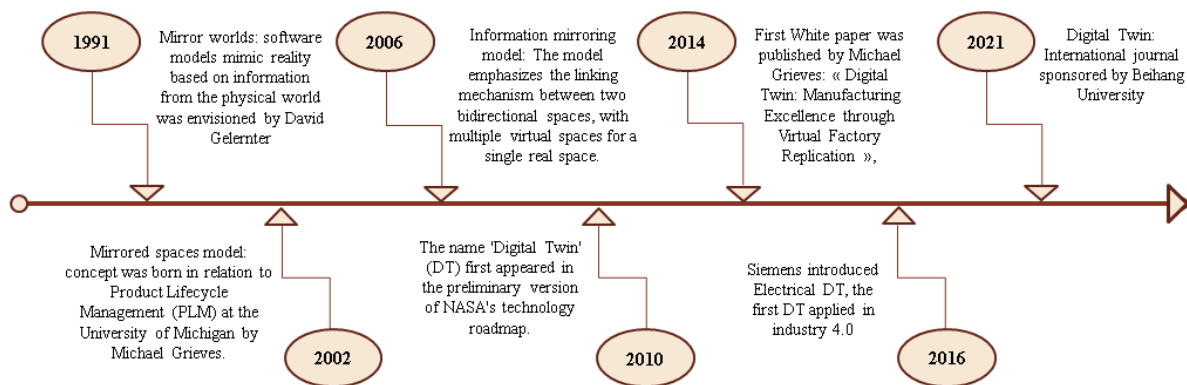 1991
Mirror worlds: software
models mimic reality
based on information
from the physical world
was envisioned by David
Gelernter
2006
Information mirroring
model: The model
emphasizes the linking
mechanism between two
bidirectional spaces, with
multiple virtual spaces for
a single real space.
2014
First White paper was
published by Michael
Grieves: « Digital
Twin: Manufacturing
Excellence through
Virtual Factory
Replication »,
2021
Digital Twin:
International journal
sponsored by Beihang
University
Mirrored spaces model:
concept was born in relation to
Product Lifecycle
Management (PLM) at the
University of Michigan by
Michael Grieves.
2002
The name 'Digital Twin'
(DT) first appeared in
the preliminary version
of NASA's technology
roadmap.
2010
Siemens introduced
Electrical DT, the
first DT applied in
industry 4.0
2016